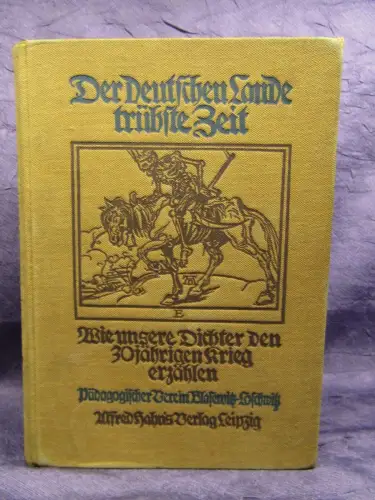 Der deutschen Lande
trübste Zeit
E
Wie unsere Dichter den
30jährigen Krieg
erzählen
Pädagogischer Verein Blasewitz-Loschwitz
Alfred Hahns Verlag Leipzig